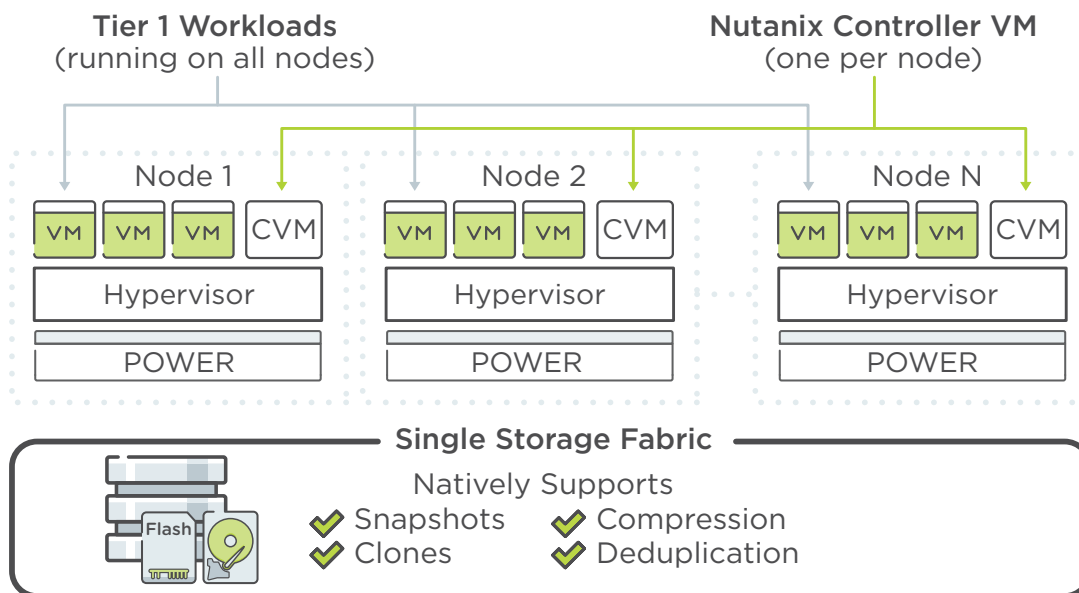 Tier 1 Workloads
(running on all nodes)
Nutanix Controller VM
(one per node)
Node 1
VM VM VM CVM
Hypervisor
POWER
Node 2
VM VM VM CVM
Hypervisor
POWER
Node N
VM VM VM CVM
Hypervisor
POWER
Single Storage Fabric
Flash
Natively Supports
Snapshots
Compression
Clones
Deduplication